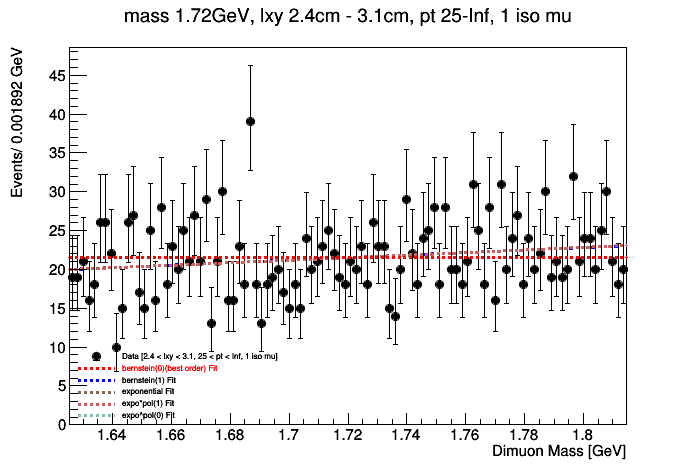 mass 1.72GeV, lxy 2.4cm - 3.1cm, pt 25-Inf, 1 iso mu
Events/ 0.001892 GeV
45
40
35
30
25
20
15
10
5
0
Data [2.4 < lxy < 3.1, 25 < pt < Inf, 1 iso mu]
bernstein(0)(best order) Fit
bernstein(1) Fit
exponential Fit
expo*pol(1) Fit
expo*pol(0) Fit
1.64 1.66 1.68 1.7 1.72 1.74 1.76 1.78 1.8
Dimuon Mass [GeV]